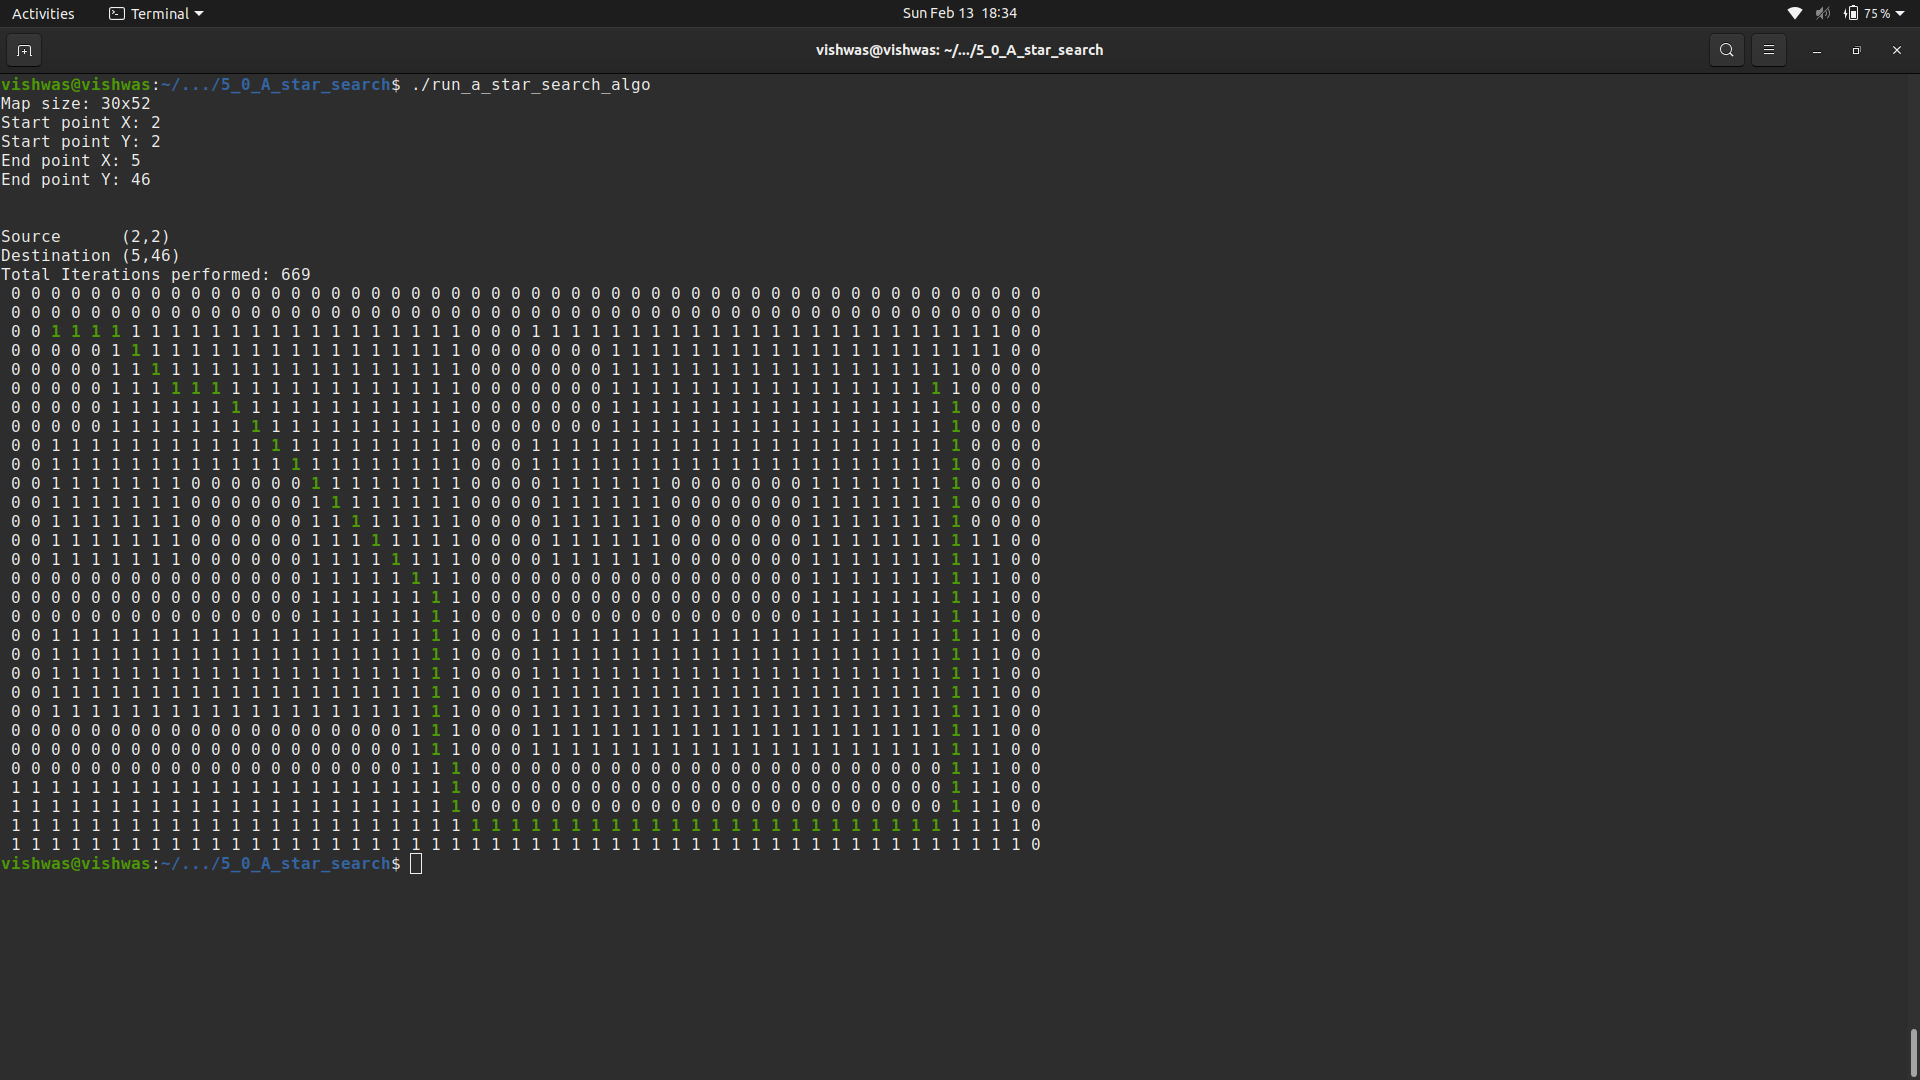 Activities Terminal Sun Feb 13 18:34 75 %
vishwas@vishwas: ~/.../5_0_A_star_search
vishwas@vishwas:~/.../5_0_A_star_search$ ./run_a_star_search_algo
Map size: 30x52
Start point X: 2
Start point Y: 2
End point X: 5
End point Y: 46
Source (2,2)
Destination (5,46)
Total Iterations performed: 669
0 0 0 0 0 0 0 0 0 0 0 0 0 0 0 0 0 0 0 0 0 0 0 0 0 0 0 0 0 0 0 0 0 0 0 0 0 0 0 0 0 0 0 0 0 0 0 0 0 0 0 0
0 0 0 0 0 0 0 0 0 0 0 0 0 0 0 0 0 0 0 0 0 0 0 0 0 0 0 0 0 0 0 0 0 0 0 0 0 0 0 0 0 0 0 0 0 0 0 0 0 0 0 0
0 0 1 1 1 1 1 1 1 1 1 1 1 1 1 1 1 1 1 1 1 1 1 0 0 0 1 1 1 1 1 1 1 1 1 1 1 1 1 1 1 1 1 1 1 1 1 1 1 1 0 0
0 0 0 0 0 1 1 1 1 1 1 1 1 1 1 1 1 1 1 1 1 1 1 0 0 0 0 0 0 0 1 1 1 1 1 1 1 1 1 1 1 1 1 1 1 1 1 1 1 1 0 0
0 0 0 0 0 1 1 1 1 1 1 1 1 1 1 1 1 1 1 1 1 1 1 0 0 0 0 0 0 0 1 1 1 1 1 1 1 1 1 1 1 1 1 1 1 1 1 1 0 0 0 0
0 0 0 0 0 1 1 1 1 1 1 1 1 1 1 1 1 1 1 1 1 1 1 0 0 0 0 0 0 0 1 1 1 1 1 1 1 1 1 1 1 1 1 1 1 1 1 1 0 0 0 0
0 0 0 0 0 1 1 1 1 1 1 1 1 1 1 1 1 1 1 1 1 1 1 0 0 0 0 0 0 0 1 1 1 1 1 1 1 1 1 1 1 1 1 1 1 1 1 1 0 0 0 0
0 0 0 0 0 1 1 1 1 1 1 1 1 1 1 1 1 1 1 1 1 1 1 0 0 0 0 0 0 0 1 1 1 1 1 1 1 1 1 1 1 1 1 1 1 1 1 1 0 0 0 0
0 0 1 1 1 1 1 1 1 1 1 1 1 1 1 1 1 1 1 1 1 1 1 0 0 0 1 1 1 1 1 1 1 1 1 1 1 1 1 1 1 1 1 1 1 1 1 1 0 0 0 0
0 0 1 1 1 1 1 1 1 1 1 1 1 1 1 1 1 1 1 1 1 1 1 0 0 0 1 1 1 1 1 1 1 1 1 1 1 1 1 1 1 1 1 1 1 1 1 1 0 0 0 0
0 0 1 1 1 1 1 1 1 0 0 0 0 0 0 1 1 1 1 1 1 1 1 0 0 0 0 1 1 1 1 1 1 0 0 0 0 0 0 0 1 1 1 1 1 1 1 1 0 0 0 0
0 0 1 1 1 1 1 1 1 0 0 0 0 0 0 1 1 1 1 1 1 1 1 0 0 0 0 1 1 1 1 1 1 0 0 0 0 0 0 0 1 1 1 1 1 1 1 1 0 0 0 0
0 0 1 1 1 1 1 1 1 0 0 0 0 0 0 1 1 1 1 1 1 1 1 0 0 0 0 1 1 1 1 1 1 0 0 0 0 0 0 0 1 1 1 1 1 1 1 1 0 0 0 0
0 0 1 1 1 1 1 1 1 0 0 0 0 0 0 1 1 1 1 1 1 1 1 0 0 0 0 1 1 1 1 1 1 0 0 0 0 0 0 0 1 1 1 1 1 1 1 1 1 1 0 0
0 0 1 1 1 1 1 1 1 0 0 0 0 0 0 1 1 1 1 1 1 1 1 0 0 0 0 1 1 1 1 1 1 0 0 0 0 0 0 0 1 1 1 1 1 1 1 1 1 1 0 0
0 0 0 0 0 0 0 0 0 0 0 0 0 0 0 1 1 1 1 1 1 1 1 0 0 0 0 0 0 0 0 0 0 0 0 0 0 0 0 0 1 1 1 1 1 1 1 1 1 1 0 0
0 0 0 0 0 0 0 0 0 0 0 0 0 0 0 1 1 1 1 1 1 1 1 0 0 0 0 0 0 0 0 0 0 0 0 0 0 0 0 0 1 1 1 1 1 1 1 1 1 1 0 0
0 0 0 0 0 0 0 0 0 0 0 0 0 0 0 1 1 1 1 1 1 1 1 0 0 0 0 0 0 0 0 0 0 0 0 0 0 0 0 0 1 1 1 1 1 1 1 1 1 1 0 0
0 0 1 1 1 1 1 1 1 1 1 1 1 1 1 1 1 1 1 1 1 1 1 0 0 0 1 1 1 1 1 1 1 1 1 1 1 1 1 1 1 1 1 1 1 1 1 1 1 1 0 0
0 0 1 1 1 1 1 1 1 1 1 1 1 1 1 1 1 1 1 1 1 1 1 0 0 0 1 1 1 1 1 1 1 1 1 1 1 1 1 1 1 1 1 1 1 1 1 1 1 1 0 0
0 0 1 1 1 1 1 1 1 1 1 1 1 1 1 1 1 1 1 1 1 1 1 0 0 0 1 1 1 1 1 1 1 1 1 1 1 1 1 1 1 1 1 1 1 1 1 1 1 1 0 0
0 0 1 1 1 1 1 1 1 1 1 1 1 1 1 1 1 1 1 1 1 1 1 0 0 0 1 1 1 1 1 1 1 1 1 1 1 1 1 1 1 1 1 1 1 1 1 1 1 1 0 0
0 0 1 1 1 1 1 1 1 1 1 1 1 1 1 1 1 1 1 1 1 1 1 0 0 0 1 1 1 1 1 1 1 1 1 1 1 1 1 1 1 1 1 1 1 1 1 1 1 1 0 0
0 0 0 0 0 0 0 0 0 0 0 0 0 0 0 0 0 0 0 0 1 1 1 0 0 0 1 1 1 1 1 1 1 1 1 1 1 1 1 1 1 1 1 1 1 1 1 1 1 1 0 0
0 0 0 0 0 0 0 0 0 0 0 0 0 0 0 0 0 0 0 0 1 1 1 0 0 0 1 1 1 1 1 1 1 1 1 1 1 1 1 1 1 1 1 1 1 1 1 1 1 1 0 0
0 0 0 0 0 0 0 0 0 0 0 0 0 0 0 0 0 0 0 0 1 1 1 0 0 0 0 0 0 0 0 0 0 0 0 0 0 0 0 0 0 0 0 0 0 0 0 1 1 1 0 0
1 1 1 1 1 1 1 1 1 1 1 1 1 1 1 1 1 1 1 1 1 1 1 0 0 0 0 0 0 0 0 0 0 0 0 0 0 0 0 0 0 0 0 0 0 0 0 1 1 1 0 0
1 1 1 1 1 1 1 1 1 1 1 1 1 1 1 1 1 1 1 1 1 1 1 0 0 0 0 0 0 0 0 0 0 0 0 0 0 0 0 0 0 0 0 0 0 0 0 1 1 1 0 0
1 1 1 1 1 1 1 1 1 1 1 1 1 1 1 1 1 1 1 1 1 1 1 1 1 1 1 1 1 1 1 1 1 1 1 1 1 1 1 1 1 1 1 1 1 1 1 1 1 1 1 0
1 1 1 1 1 1 1 1 1 1 1 1 1 1 1 1 1 1 1 1 1 1 1 1 1 1 1 1 1 1 1 1 1 1 1 1 1 1 1 1 1 1 1 1 1 1 1 1 1 1 1 0
vishwas@vishwas:~/.../5_0_A_star_search$